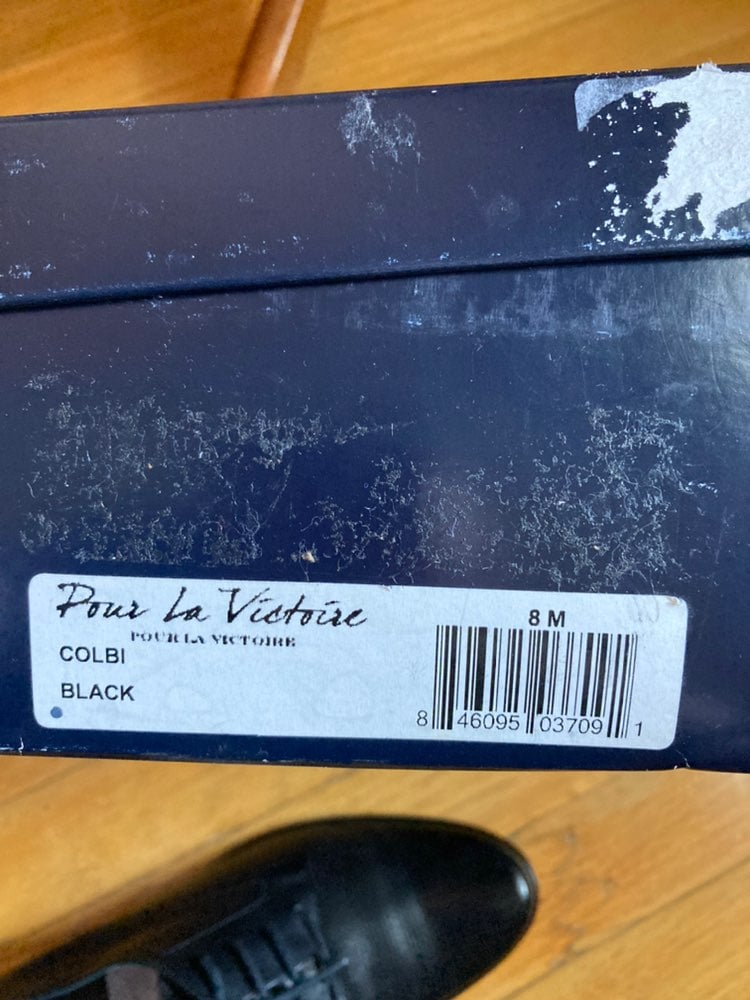 Pour La Victoire
POUR LA VICTOIRE
COLBI
BLACK
8 M
8 46095 03709 1